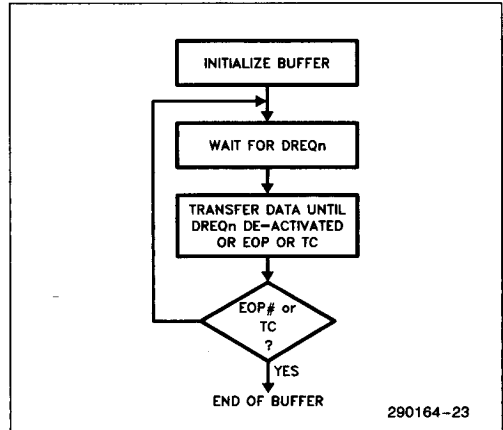 INITIALIZE BUFFER
WAIT FOR DREQn
TRANSFER DATA UNTIL
DREQn DE-ACTIVATED
OR EOP OR TC
EOP# or
TC
?
YES
END OF BUFFER
290164-23